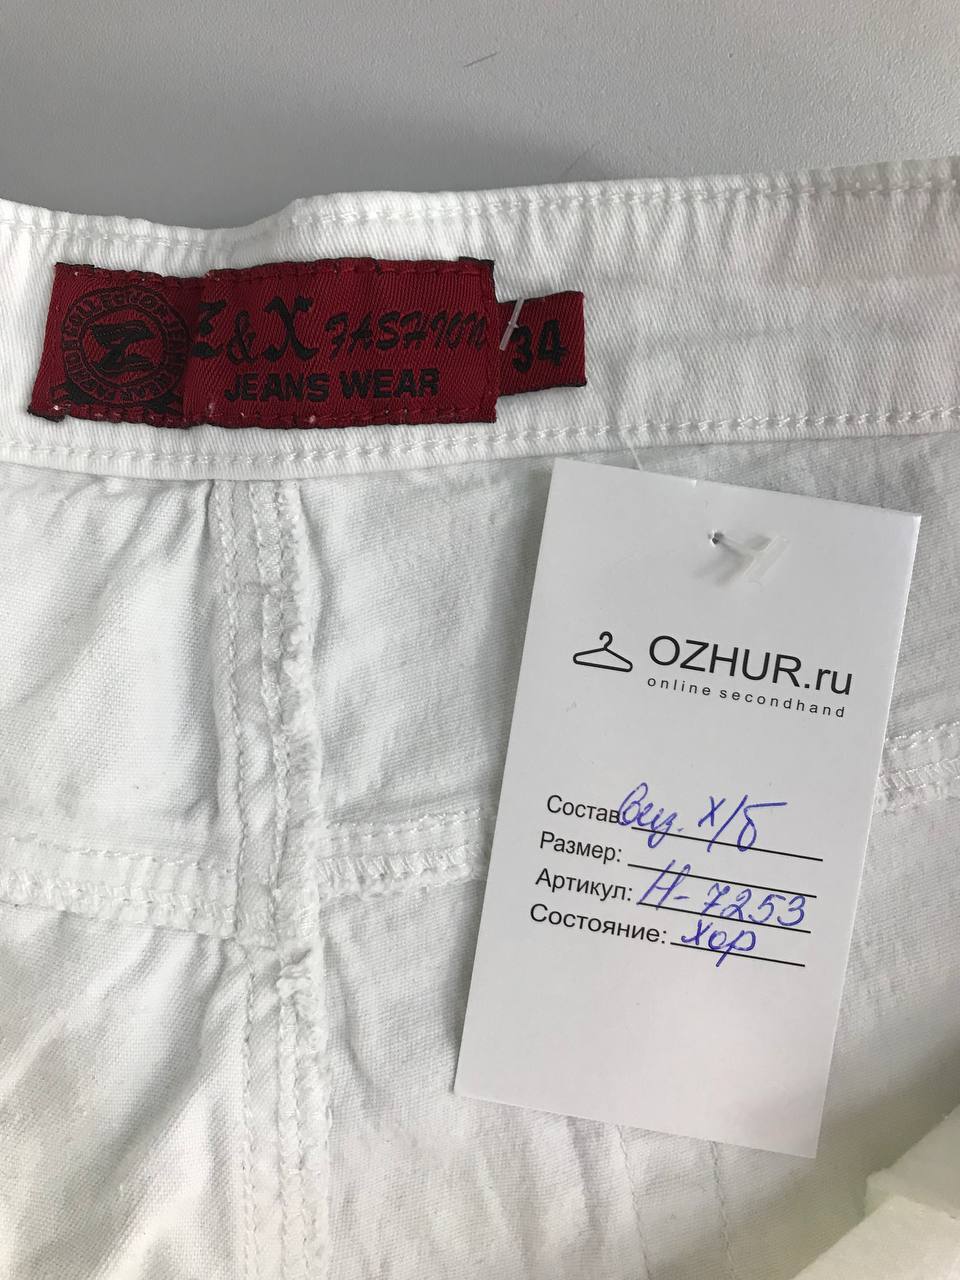 Z&X FASHION
JEANS WEAR
34
OZHUR.ru
online secondhand
Состав: виз. х/б
Размер:
Артикул: Н-7253
Состояние: хор